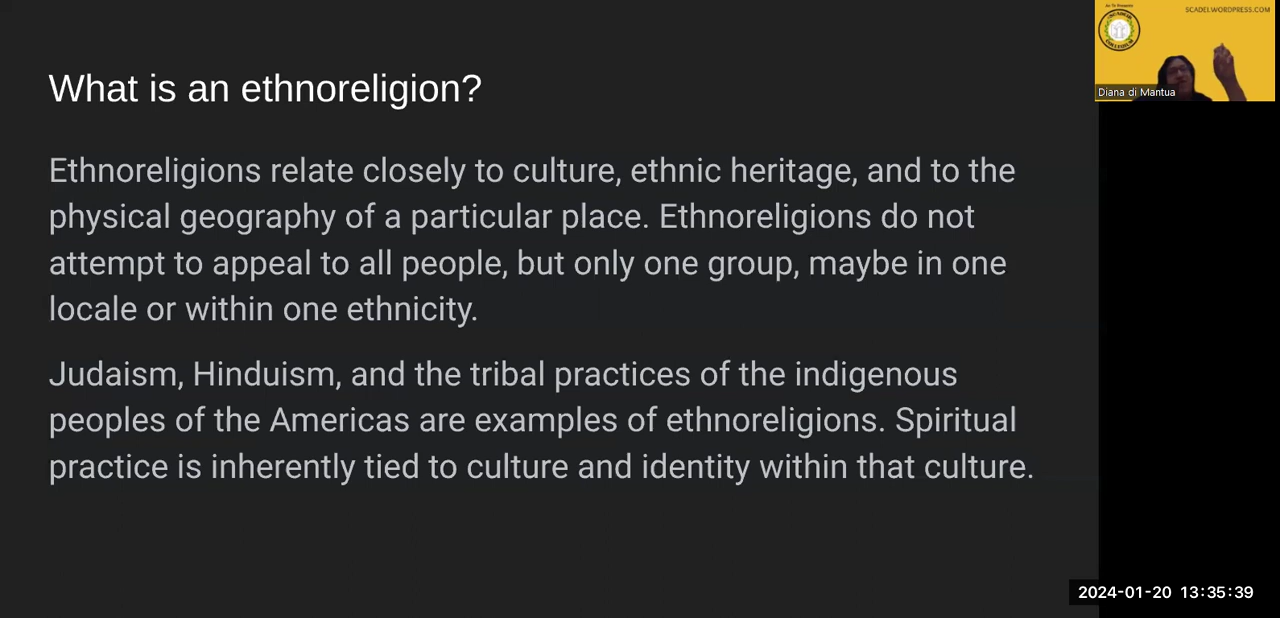 What is an ethnoreligion?
Ethnoreligions relate closely to culture, ethnic heritage, and to the
physical geography of a particular place. Ethnoreligions do not
attempt to appeal to all people, but only one group, maybe in one
locale or within one ethnicity.
Judaism, Hinduism, and the tribal practices of the indigenous
peoples of the Americas are examples of ethnoreligions. Spiritual
practice is inherently tied to culture and identity within that culture.
SCADEI.WORDPRESS.COM
Diana di Mantua
2024-01-20 13:35:39